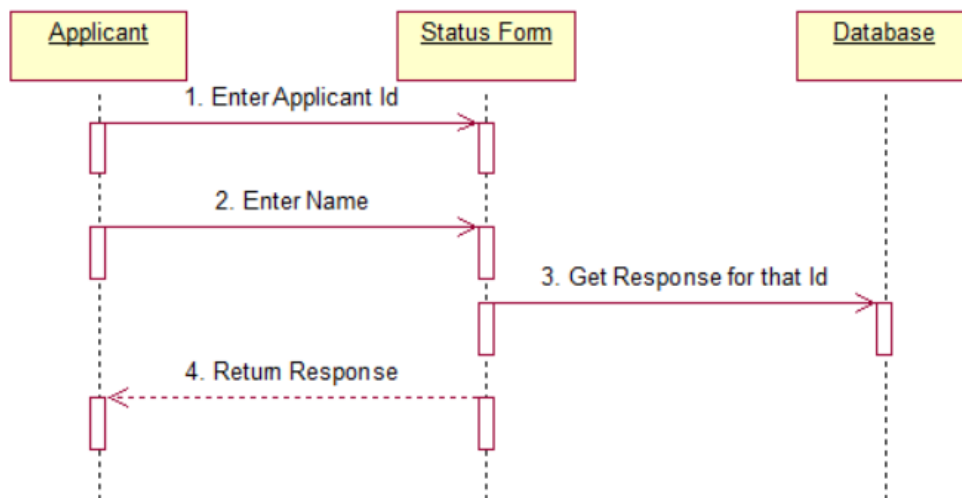 Applicant
Status Form
Database
1. Enter Applicant Id
2. Enter Name
3. Get Response for that Id
4. Return Response